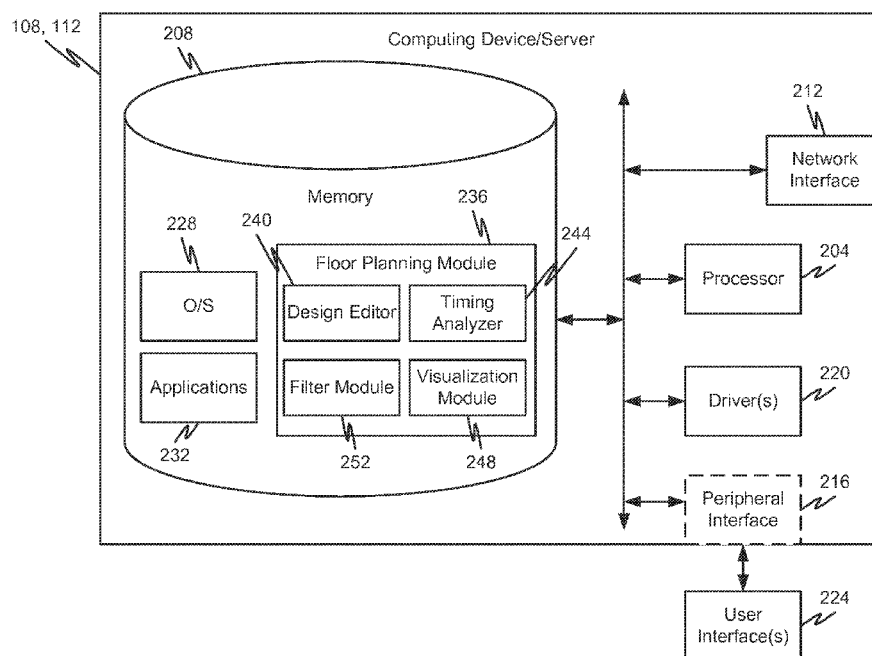 108, 112
Computing Device/Server
208
212
Network
Interface
Memory
236
240
244
228
Floor Planning Module
204
O/S
Design Editor
Timing
Analyzer
Processor
Applications
Filter Module
Visualization
Module
220
Driver(s)
232
252
248
216
Peripheral
Interface
224
User
Interface(s)